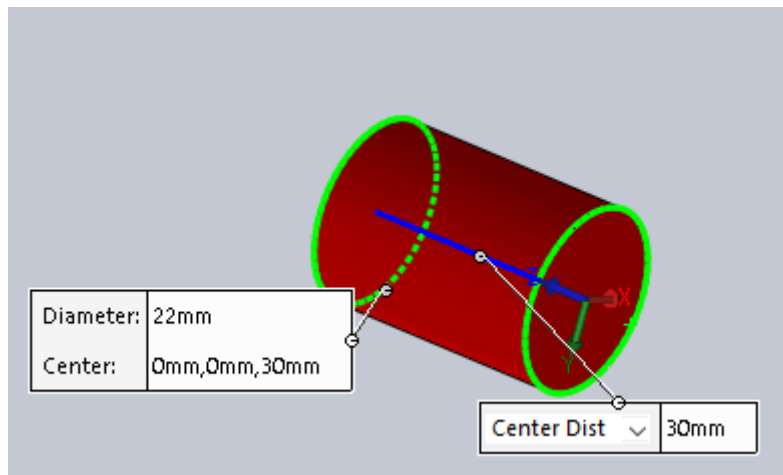 Z
X
Y
Diameter: 22mm
Center: 0mm,0mm,30mm
Center Dist 30mm